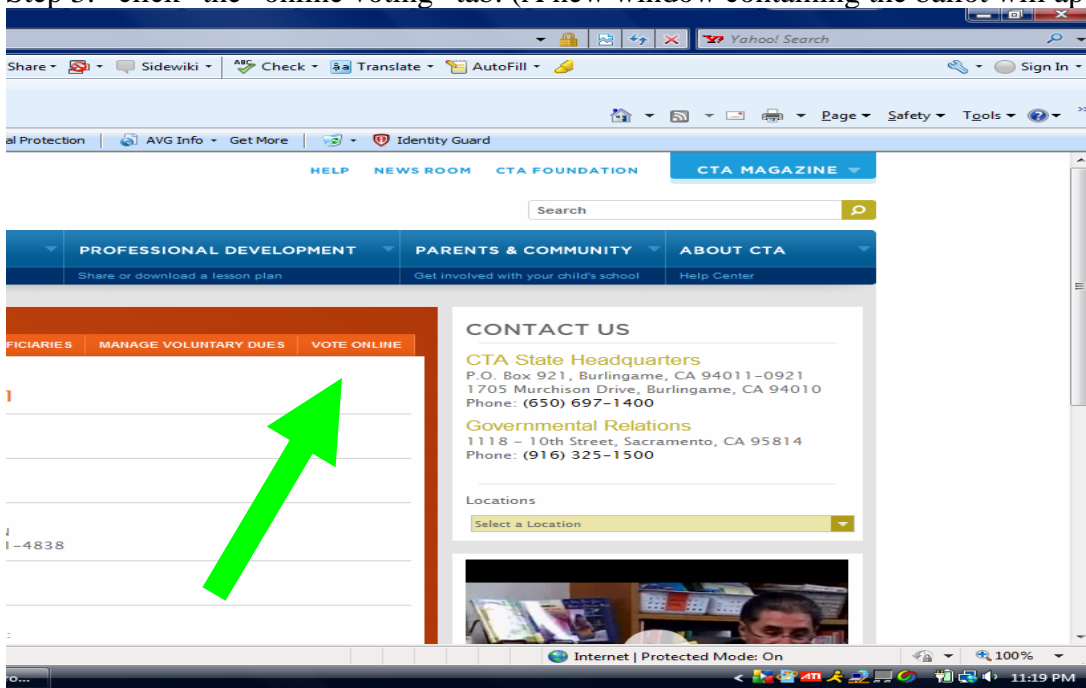 Step 3: "click" the "online voting" tab. (A new window containing the ballot will ap
Yahoo! Search
Share Sidewiki Check Translate AutoFill Sign In
Page Safety Tools
al Protection AVG Info Get More Identity Guard
HELP NEWS ROOM CTA FOUNDATION CTA MAGAZINE
Search
PROFESSIONAL DEVELOPMENT PARENTS & COMMUNITY ABOUT CTA
Share or download a lesson plan Get involved with your child's school Help Center
FICIARIES MANAGE VOLUNTARY DUES VOTE ONLINE
CONTACT US
CTA State Headquarters
P.O. Box 921, Burlingame, CA 94011-0921
1705 Murchison Drive, Burlingame, CA 94010
Phone: (650) 697-1400
Governmental Relations
1118 – 10th Street, Sacramento, CA 95814
Phone: (916) 325-1500
Locations
Select a Location
-4838
Internet | Protected Mode: On 100%
ro... ATI 11:19 PM